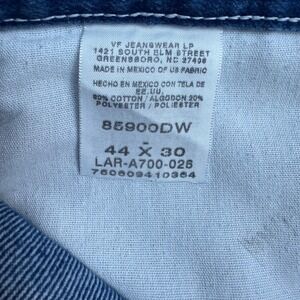 VF JEANSWEAR LP
1421 SOUTH ELM STREET
GREENSBORO, NC 27406
MADE IN MEXICO OF US FABRIC
HECHO EN MEXICO CON TELA DE
EE.UU.
80% COTTON / ALGODON 20%
POLYESTER / POLIESTER
85900DW
-
44 X 30
LAR-A700-026
760609410364